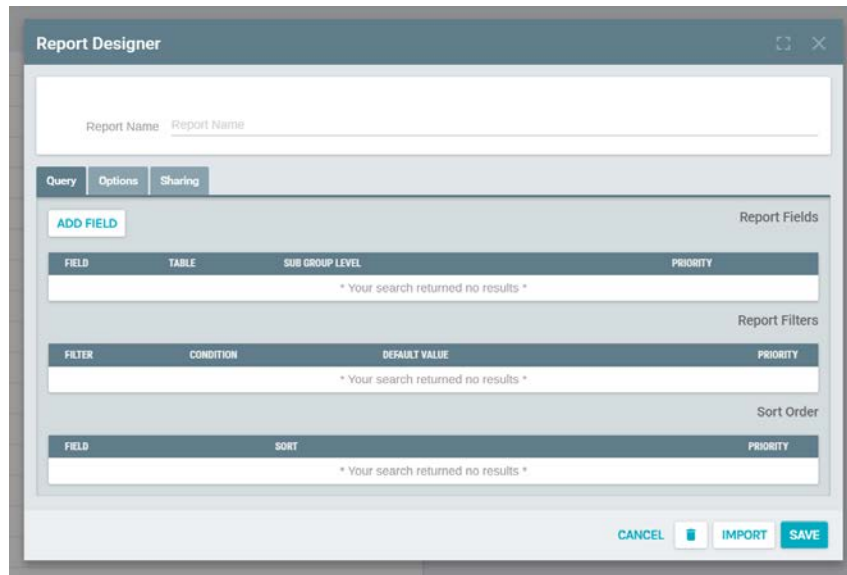 Report Designer
Report Name Report Name
Query Options Sharing
ADD FIELD Report Fields
FIELD TABLE SUB GROUP LEVEL PRIORITY
* Your search returned no results *
Report Filters
FILTER CONDITION DEFAULT VALUE PRIORITY
* Your search returned no results *
Sort Order
FIELD SORT PRIORITY
* Your search returned no results *
CANCEL IMPORT SAVE